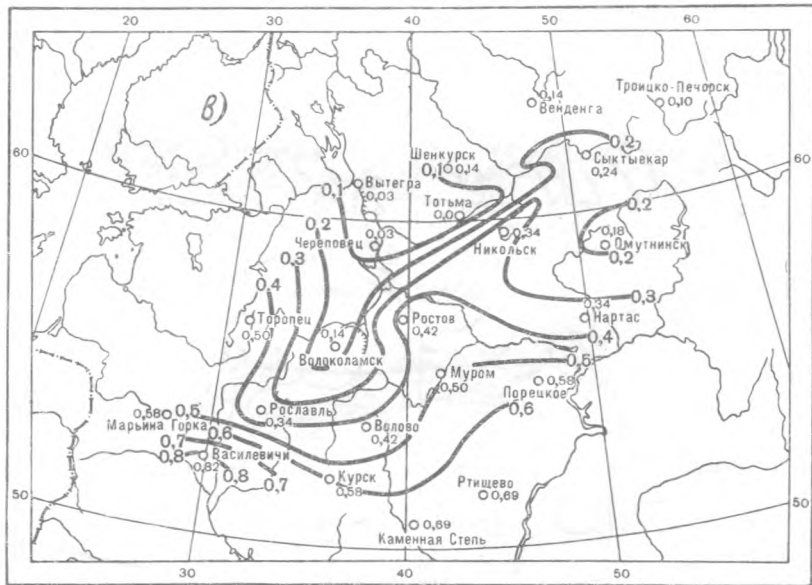 20 30 40 50 60
в)
0,14
Венденга
Троицко-Печорск
0,10
60
60
Шенкурск
0,1 0,14
0,2
Сыктыекар
0,24
0,1
Вытегра
0,03
Тотьма
0,00
0,2
0,2
Череповец
0,03
0,34
Никольск
0,18
Омутнинск
0,2
0,3
0,4
0,3
0,34
Нартас
Торопец
0,50
0,14
Волоколамск
Ростов
0,42
0,4
0,5
Муром
0,50
0,58
Порецкое
0,58 0,5
Марьина Горка
0,6
Рославль
0,34
Волово
0,42
0,6
0,7
0,8
Василевичи
0,82
0,8
0,7
Курск
0,58
Ртищево
0,69
50
50
0,69
Каменная Степь
30 40 50